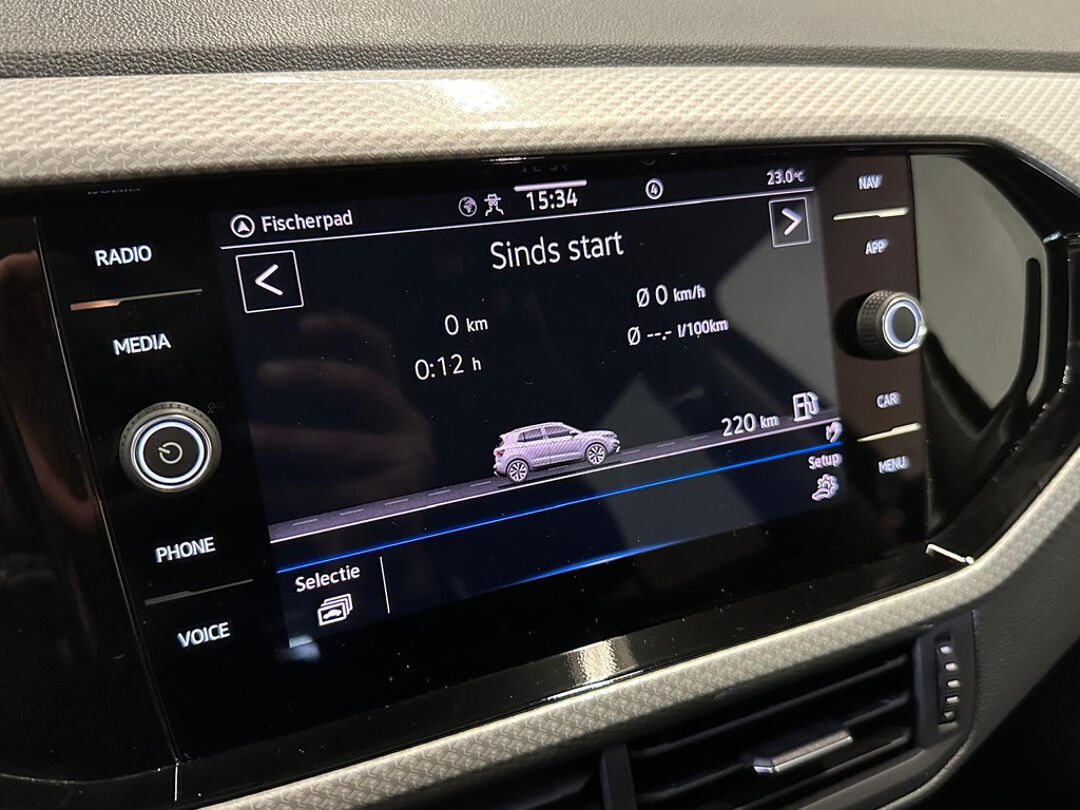 RADIO
MEDIA
PHONE
VOICE
Fischerpad
15:34
4
23.0°C
Sinds start
0 km
0:12 h
Ø 0 km/h
Ø --.- l/100km
220 km
Setup
Selectie
NAV
APP
CAR
MENU